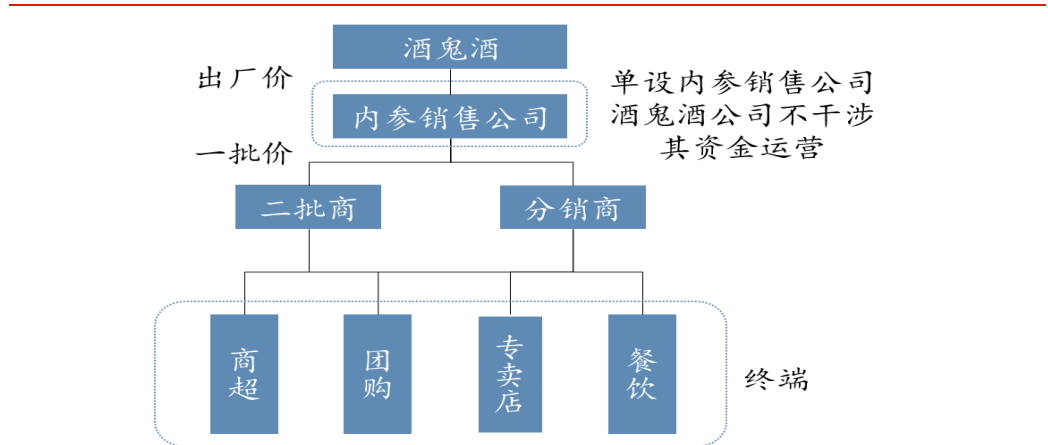 酒鬼酒
出厂价
单设内参销售公司
内参销售公司
酒鬼酒公司不干涉
一批价
其资金运营
二批商
分销商
商超
团购
专卖店
餐饮
终端